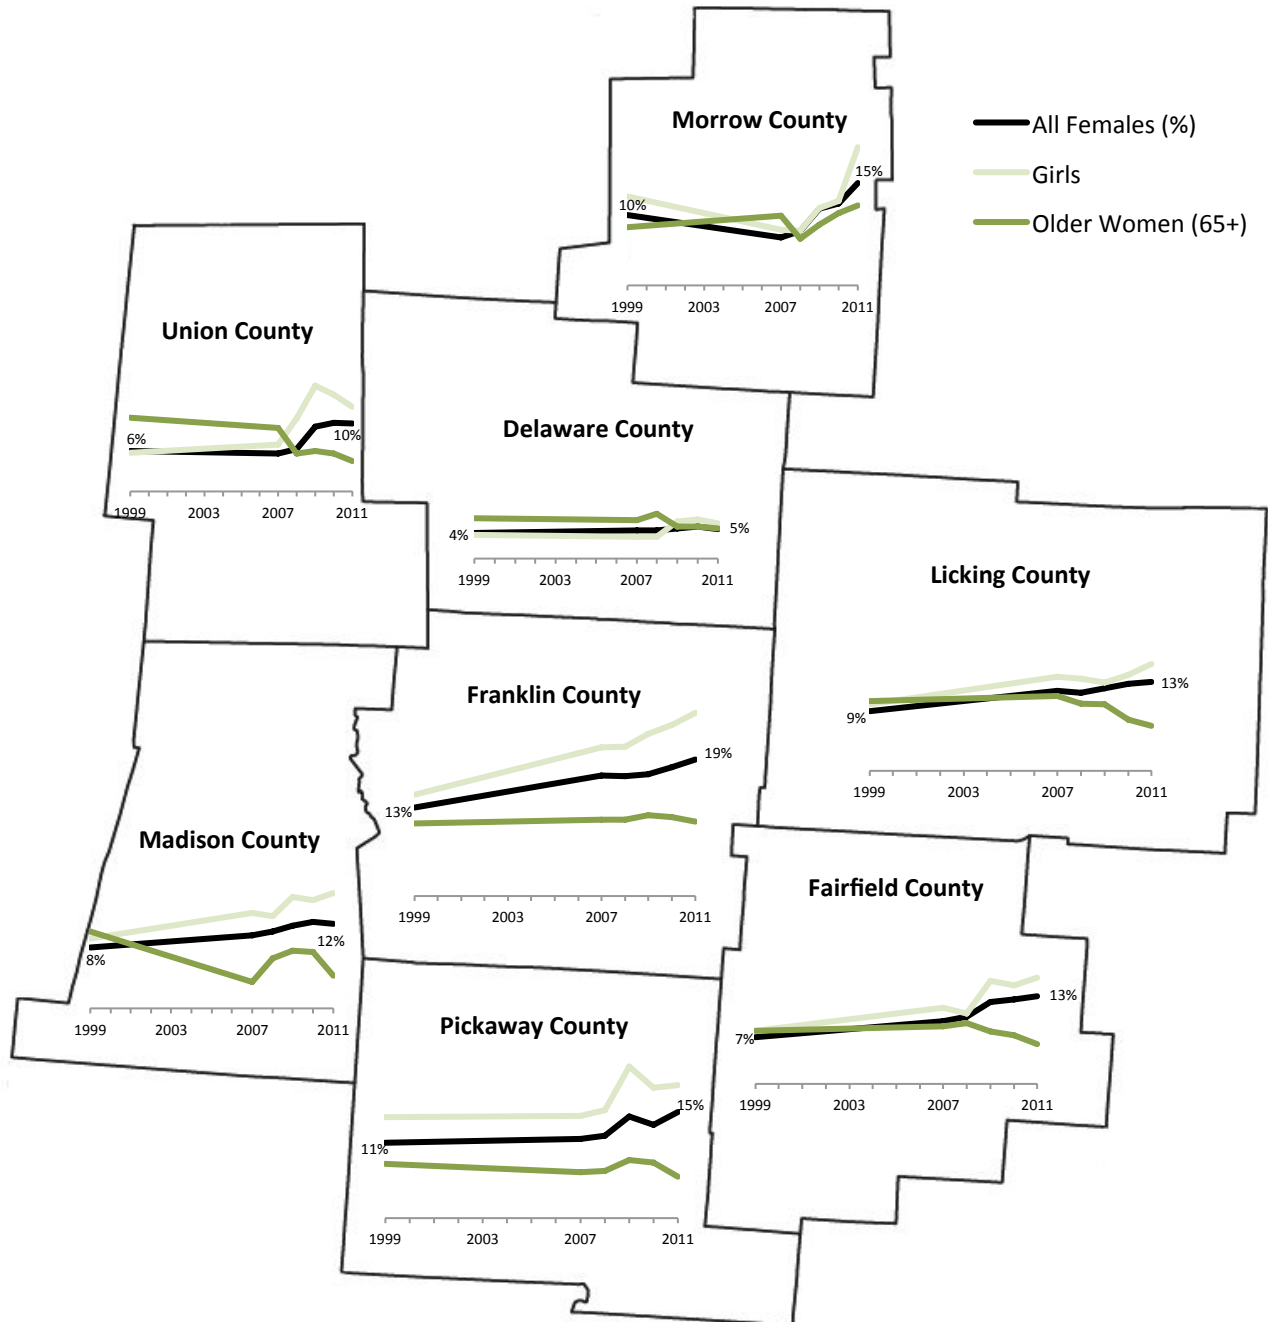 Morrow County
15%
10%
1999 2003 2007 2011
All Females (%)
Girls
Older Women (65+)
Union County
6%
10%
1999 2003 2007 2011
Delaware County
4%
5%
1999 2003 2007 2011
Licking County
9%
13%
1999 2003 2007 2011
Franklin County
13%
19%
1999 2003 2007 2011
Madison County
8%
12%
1999 2003 2007 2011
Fairfield County
7%
13%
1999 2003 2007 2011
Pickaway County
11%
15%
1999 2003 2007 2011